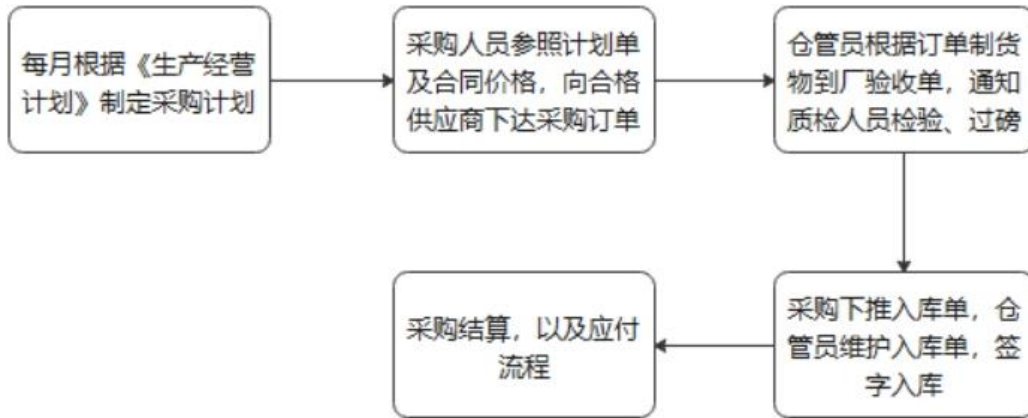 每月根据《生产经营
计划》制定采购计划
采购人员参照计划单
及合同价格，向合格
供应商下达采购订单
仓管员根据订单制货
物到厂验收单，通知
质检人员检验、过磅
采购下推入库单，仓
管员维护入库单，签
字入库
采购结算，以及应付
流程